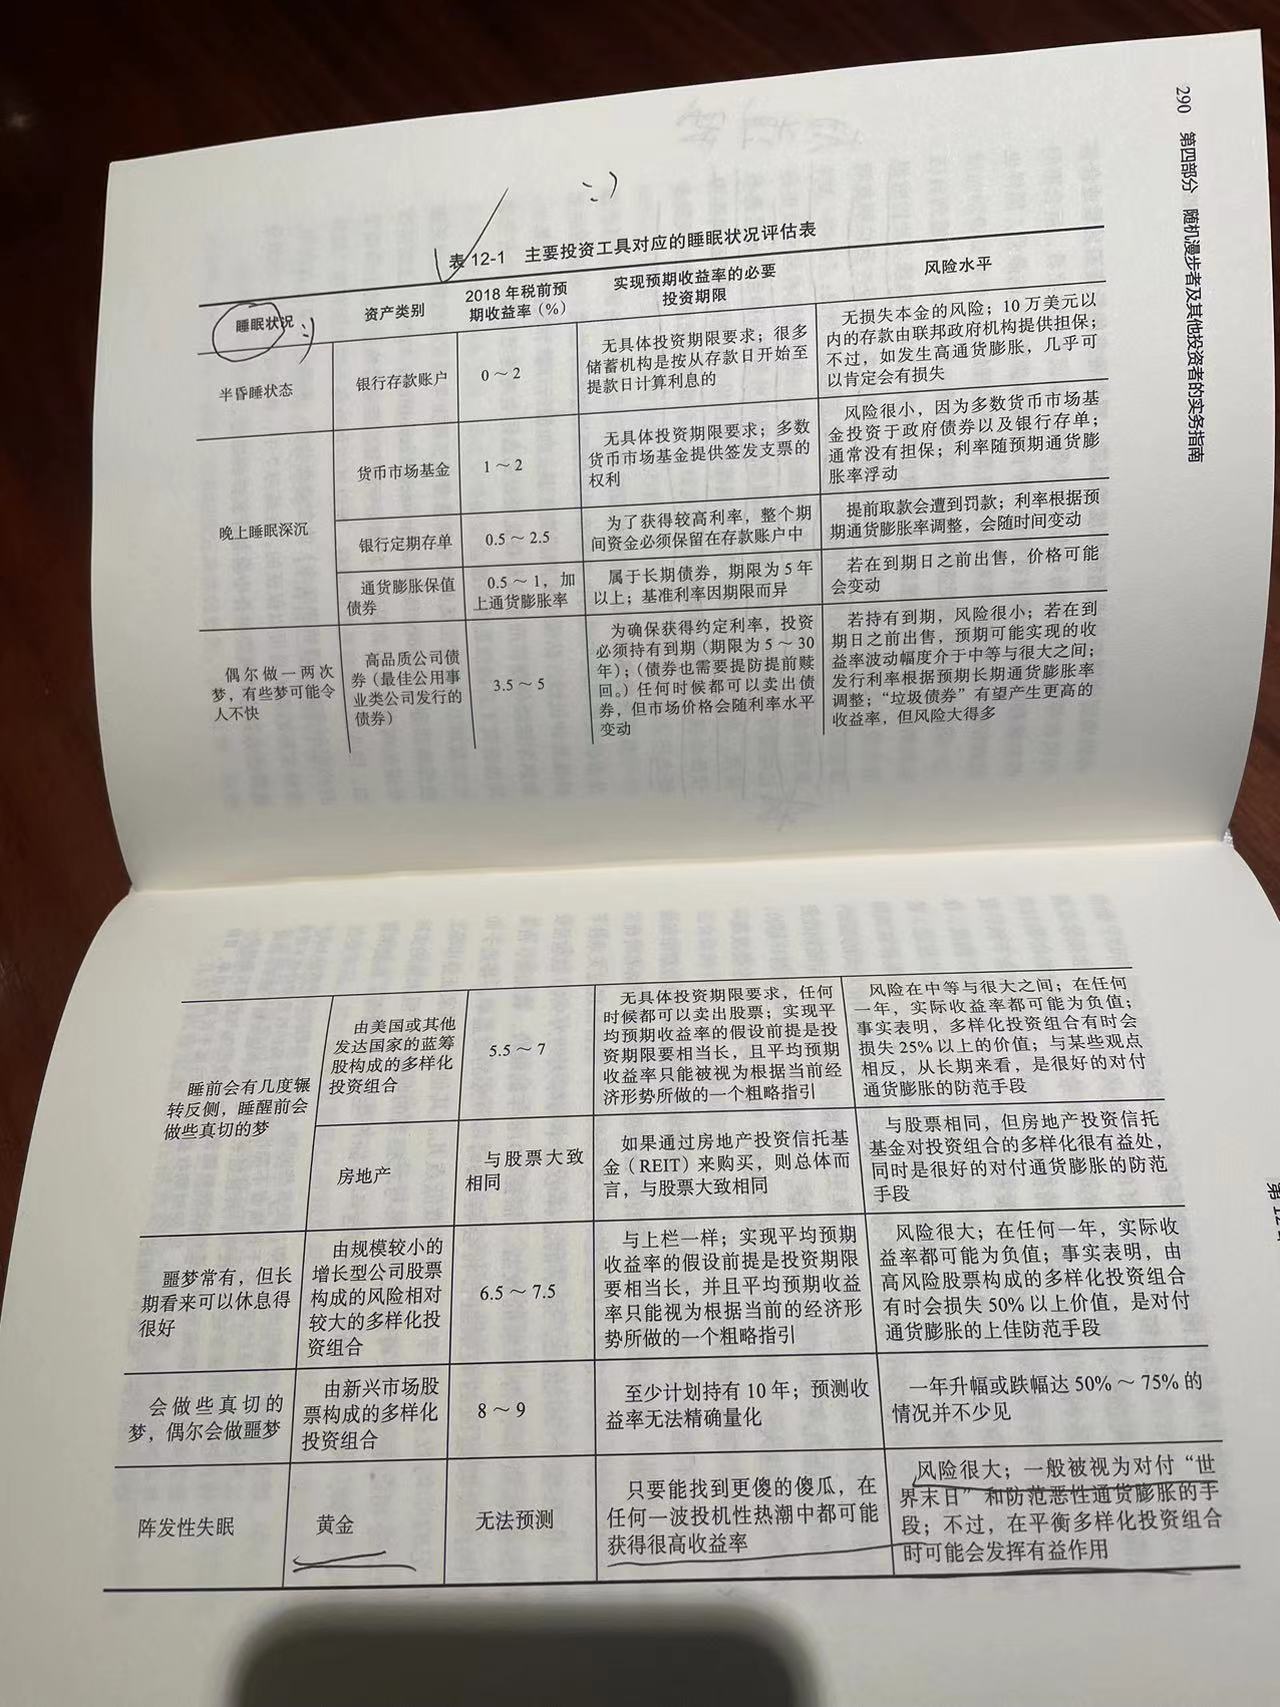 290 第四部分 随机漫步者及其他投资者的实务指南
:)
表 12-1 主要投资工具对应的睡眠状况评估表
睡眠状况 :)
资产类别
2018 年税前预
期收益率（%）
实现预期收益率的必要
投资期限
风险水平
半昏睡状态
银行存款账户
0～2
无具体投资期限要求；很多
储蓄机构是按从存款日开始至
提款日计算利息的
无损失本金的风险；10 万美元以
内的存款由联邦政府机构提供担保；
不过，如发生高通货膨胀，几乎可
以肯定会有损失
晚上睡眠深沉
货币市场基金
1～2
无具体投资期限要求；多数
货币市场基金提供签发支票的
权利
风险很小，因为多数货币市场基
金投资于政府债券以及银行存单；
通常没有担保；利率随预期通货膨
胀率浮动
银行定期存单
0.5～2.5
为了获得较高利率，整个期
间资金必须保留在存款账户中
提前取款会遭到罚款；利率根据预
期通货膨胀率调整，会随时间变动
通货膨胀保值
债券
0.5～1，加
上通货膨胀率
属于长期债券，期限为 5 年
以上；基准利率因期限而异
若在到期日之前出售，价格可能
会变动
偶尔做一两次
梦，有些梦可能令
人不快
高品质公司债
券（最佳公用事
业类公司发行的
债券）
3.5～5
为确保获得约定利率，投资
必须持有到期（期限为 5～30
年）；（债券也需要提防提前赎
回。）任何时候都可以卖出债
券，但市场价格会随利率水平
变动
若持有到期，风险很小；若在到
期日之前出售，预期可能实现的收
益率波动幅度介于中等与很大之间；
发行利率根据预期长期通货膨胀率
调整；“垃圾债券”有望产生更高的
收益率，但风险大得多
睡前会有几度辗
转反侧，睡醒前会
做些真切的梦
由美国或其他
发达国家的蓝筹
股构成的多样化
投资组合
5.5～7
无具体投资期限要求，任何
时候都可以卖出股票；实现平
均预期收益率的假设前提是投
资期限要相当长，且平均预期
收益率只能被视为根据当前经
济形势所做的一个粗略指引
风险在中等与很大之间；在任何
一年，实际收益率都可能为负值；
事实表明，多样化投资组合有时会
损失 25% 以上的价值；与某些观点
相反，从长期来看，是很好的对付
通货膨胀的防范手段
房地产
与股票大致
相同
如果通过房地产投资信托基
金（REIT）来购买，则总体而
言，与股票大致相同
与股票相同，但房地产投资信托
基金对投资组合的多样化很有益处，
同时是很好的对付通货膨胀的防范
手段
噩梦常有，但长
期看来可以休息得
很好
由规模较小的
增长型公司股票
构成的风险相对
较大的多样化投
资组合
6.5～7.5
与上栏一样；实现平均预期
收益率的假设前提是投资期限
要相当长，并且平均预期收益
率只能视为根据当前的经济形
势所做的一个粗略指引
风险很大；在任何一年，实际收
益率都可能为负值；事实表明，由
高风险股票构成的多样化投资组合
有时会损失 50% 以上价值，是对付
通货膨胀的上佳防范手段
会做些真切的
梦，偶尔会做噩梦
由新兴市场股
票构成的多样化
投资组合
8～9
至少计划持有 10 年；预测收
益率无法精确量化
一年升幅或跌幅达 50%～75% 的
情况并不少见
阵发性失眠
黄金
无法预测
只要能找到更傻的傻瓜，在
任何一波投机性热潮中都可能
获得很高收益率
风险很大；一般被视为对付“世
界末日”和防范恶性通货膨胀的手
段；不过，在平衡多样化投资组合
时可能会发挥有益作用